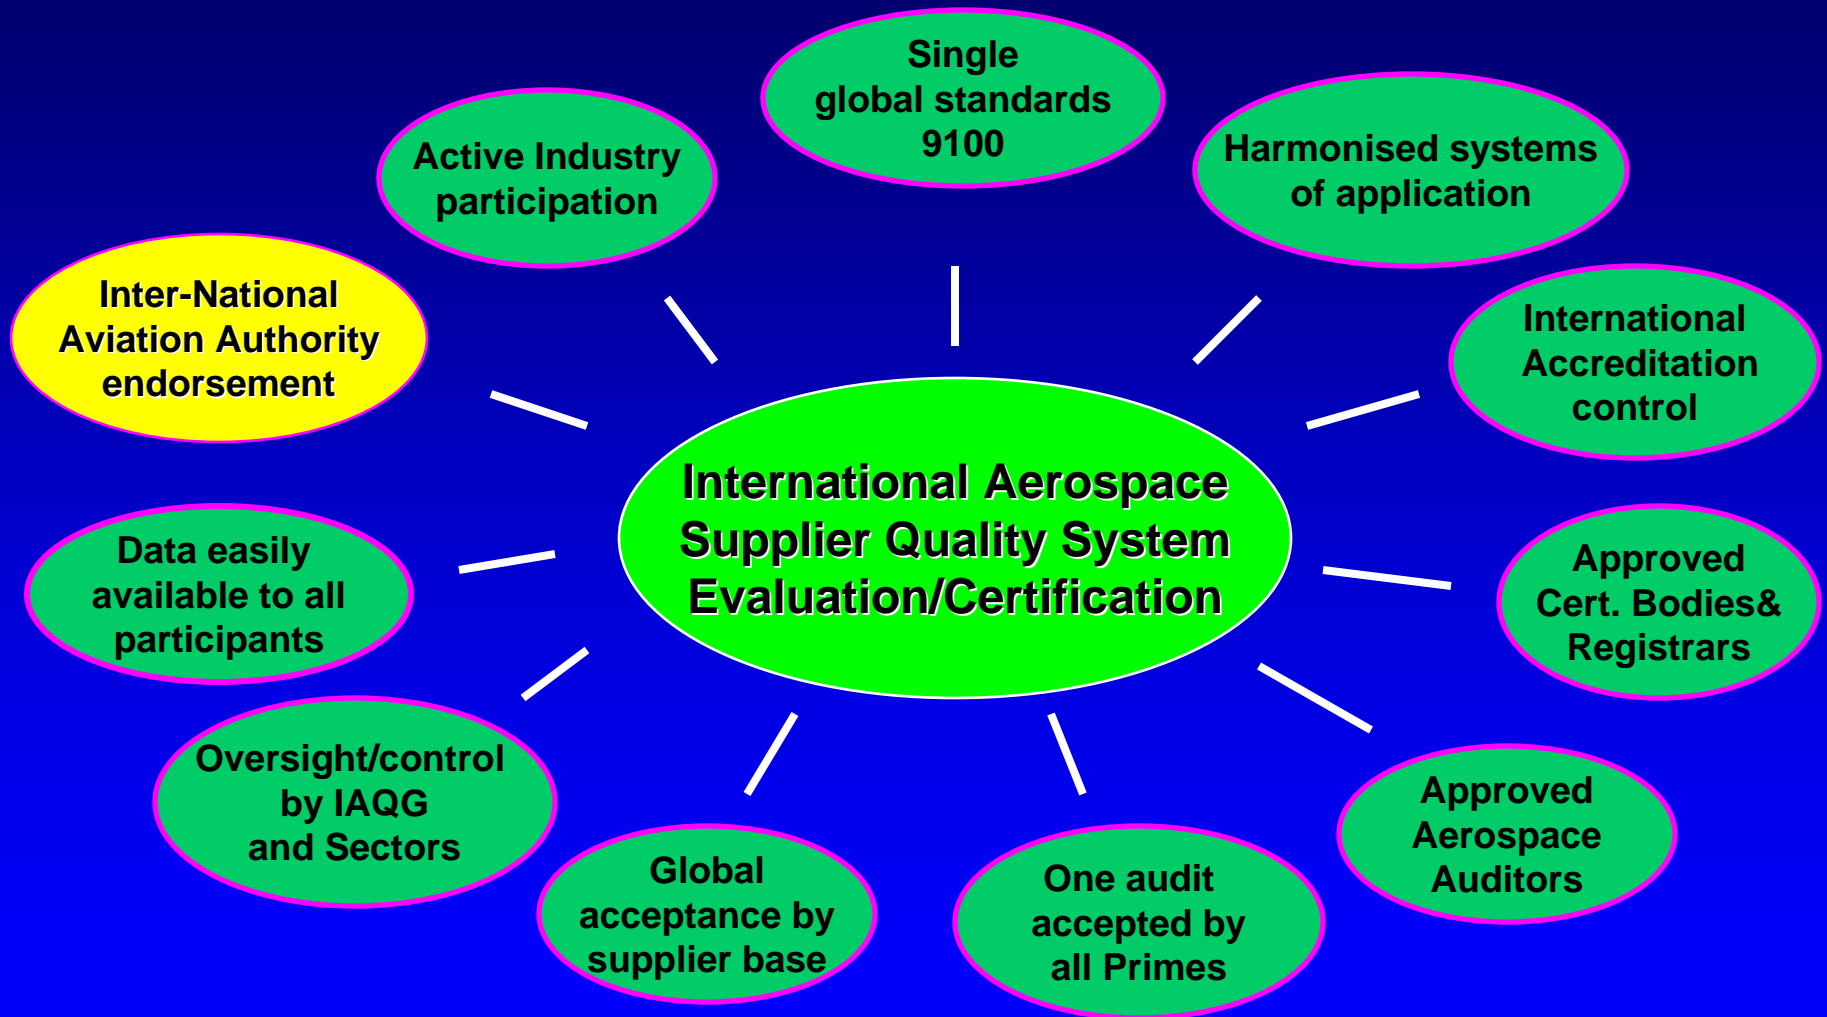 Single
global standards
9100
Harmonised systems
of application
International
Accreditation
control
Approved
Cert. Bodies&
Registrars
Approved
Aerospace
Auditors
One audit
accepted by
all Primes
Global
acceptance by
supplier base
Oversight/control
by IAQG
and Sectors
Data easily
available to all
participants
Inter-National
Aviation Authority
endorsement
Active Industry
participation
International Aerospace
Supplier Quality System
Evaluation/Certification